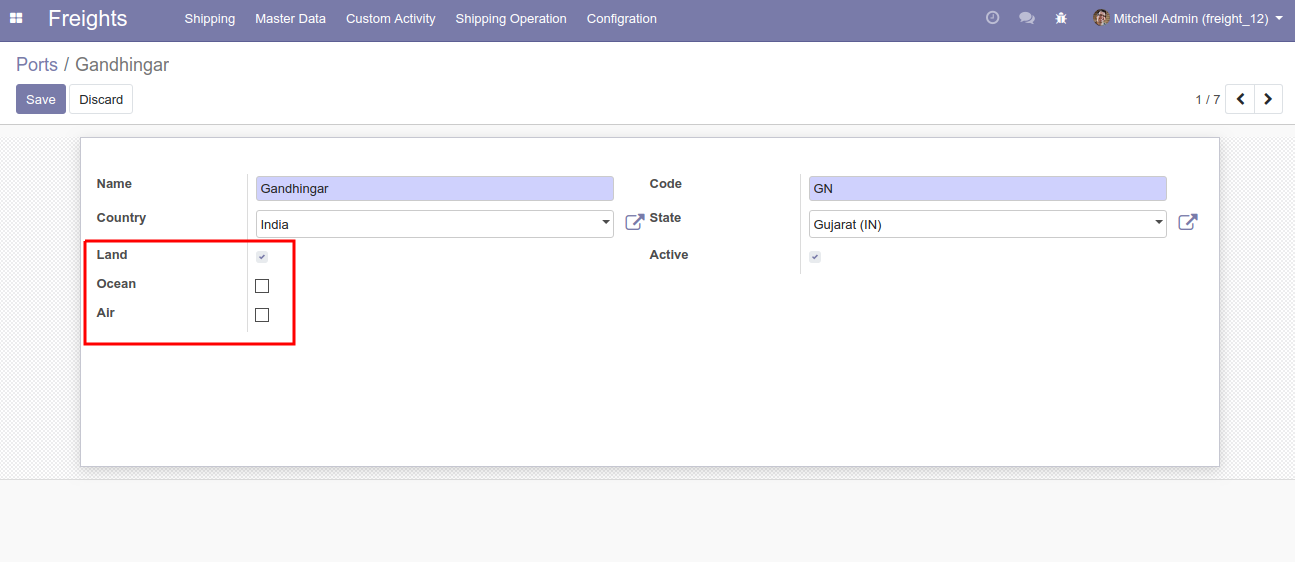 Freights Shipping Master Data Custom Activity Shipping Operation Configration Mitchell Admin (freight_12)
Ports / Gandhingar
Save Discard 1 / 7
Name Gandhingar Code GN
Country India State Gujarat (IN)
Land Active
Ocean
Air